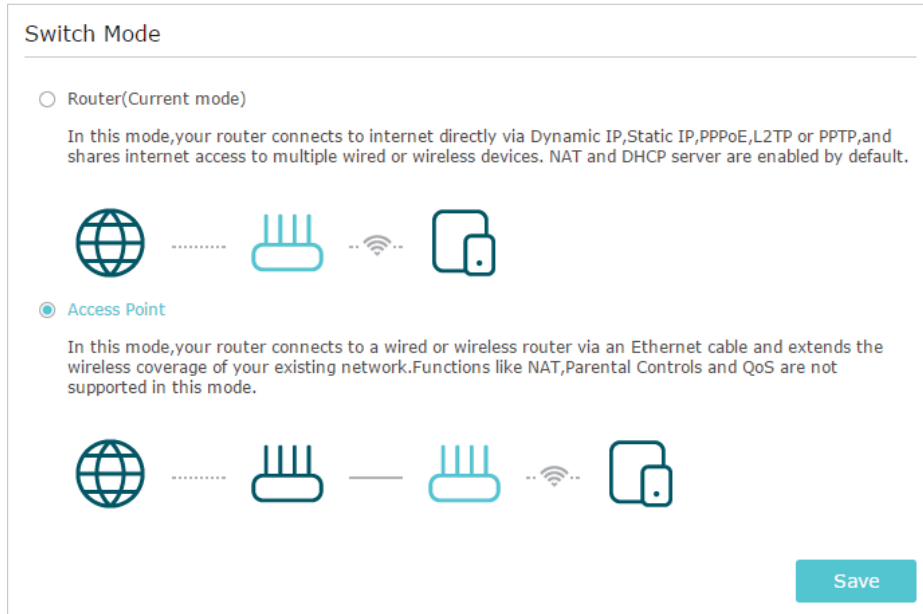 Switch Mode
Router(Current mode)
In this mode,your router connects to internet directly via Dynamic IP,Static IP,PPPoE,L2TP or PPTP,and
shares internet access to multiple wired or wireless devices. NAT and DHCP server are enabled by default.
Access Point
In this mode,your router connects to a wired or wireless router via an Ethernet cable and extends the
wireless coverage of your existing network.Functions like NAT,Parental Controls and QoS are not
supported in this mode.
Save